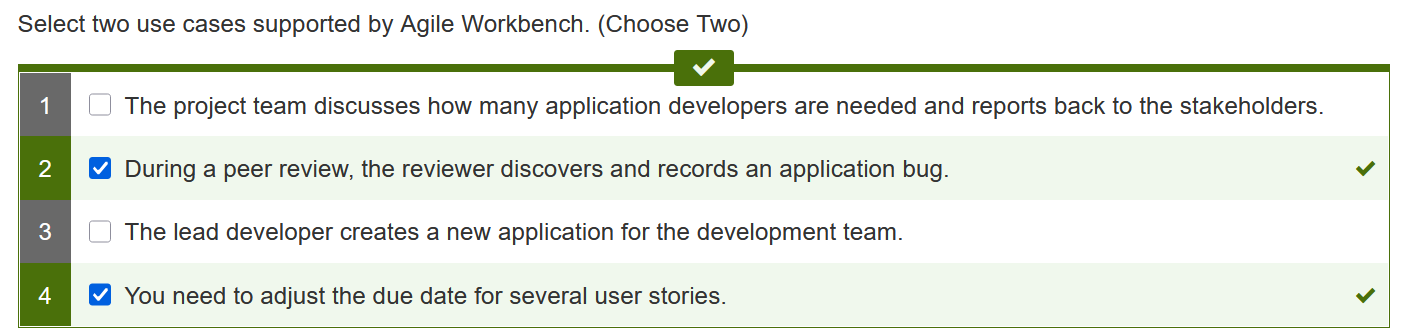 Select two use cases supported by Agile Workbench. (Choose Two)
1 The project team discusses how many application developers are needed and reports back to the stakeholders.
2 During a peer review, the reviewer discovers and records an application bug.
3 The lead developer creates a new application for the development team.
4 You need to adjust the due date for several user stories.